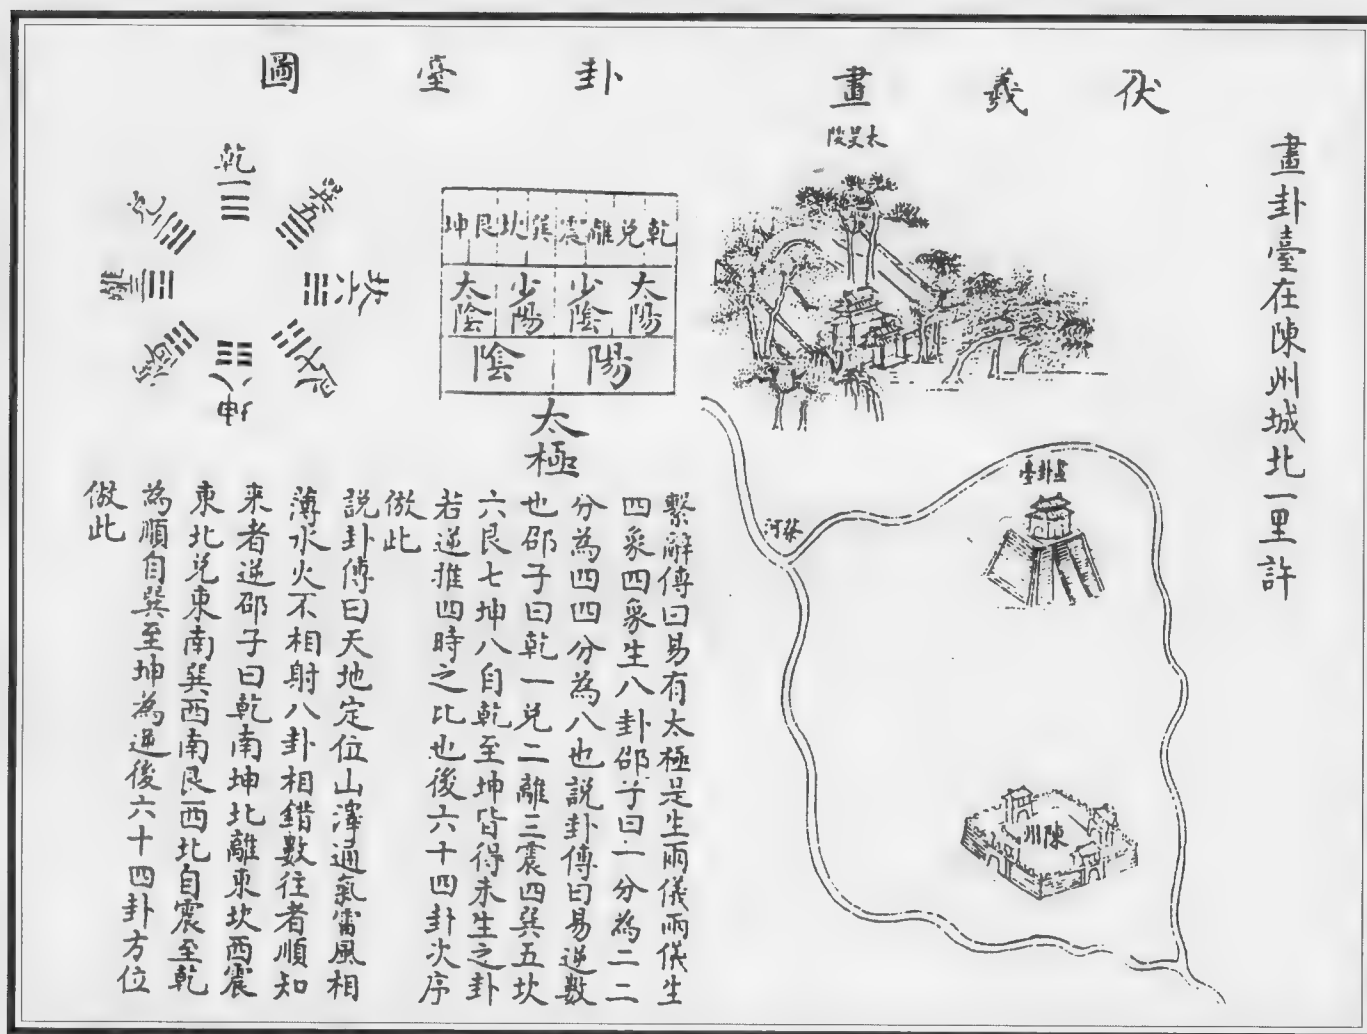 伏羲畫卦臺圖
畫卦臺在陳州城北一里許
太昊陵
畫卦臺
蔡河
陳州
乾兌離震巽坎艮坤
太陽少陰少陽太陰
陽陰
太極
乾一
兌二
離三
震四
巽五
坎六
艮七
坤八
繫辭傳曰易有太極是生兩儀兩儀生
四象四象生八卦邵子曰一分為二二
分為四四分為八也說卦傳曰易逆數
也邵子曰乾一兌二離三震四巽五坎
六艮七坤八自乾至坤皆得未生之卦
若逆推四時之比也後六十四卦次序
倣此
說卦傳曰天地定位山澤通氣雷風相
薄水火不相射八卦相錯數往者順知
来者逆邵子曰乾南坤北離東坎西震
東北兌東南巽西南艮西北自震至乾
為順自巽至坤為逆後六十四卦方位
倣此